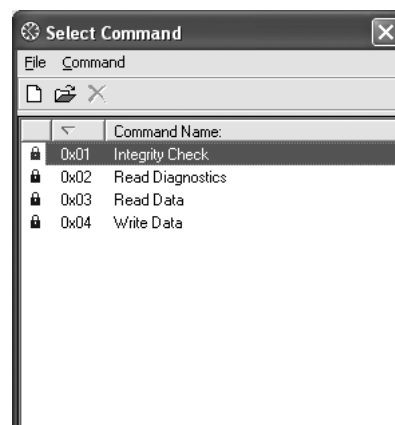 Select Command
File Command
Command Name:
0x01 Integrity Check
0x02 Read Diagnostics
0x03 Read Data
0x04 Write Data